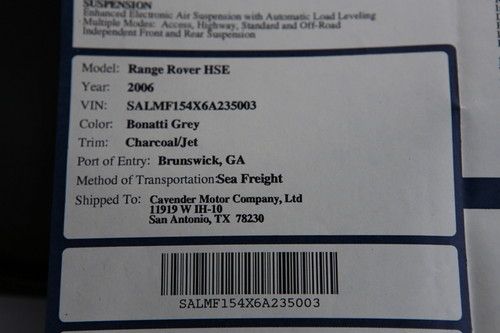 SUSPENSION
Enhanced Electronic Air Suspension with Automatic Load Leveling
Multiple Modes: Access, Highway, Standard and Off-Road
Independent Front and Rear Suspension
Model: Range Rover HSE
Year: 2006
VIN: SALMF154X6A235003
Color: Bonatti Grey
Trim: Charcoal/Jet
Port of Entry: Brunswick, GA
Method of Transportation:Sea Freight
Shipped To: Cavender Motor Company, Ltd
11919 W IH-10
San Antonio, TX 78230
SALMF154X6A235003